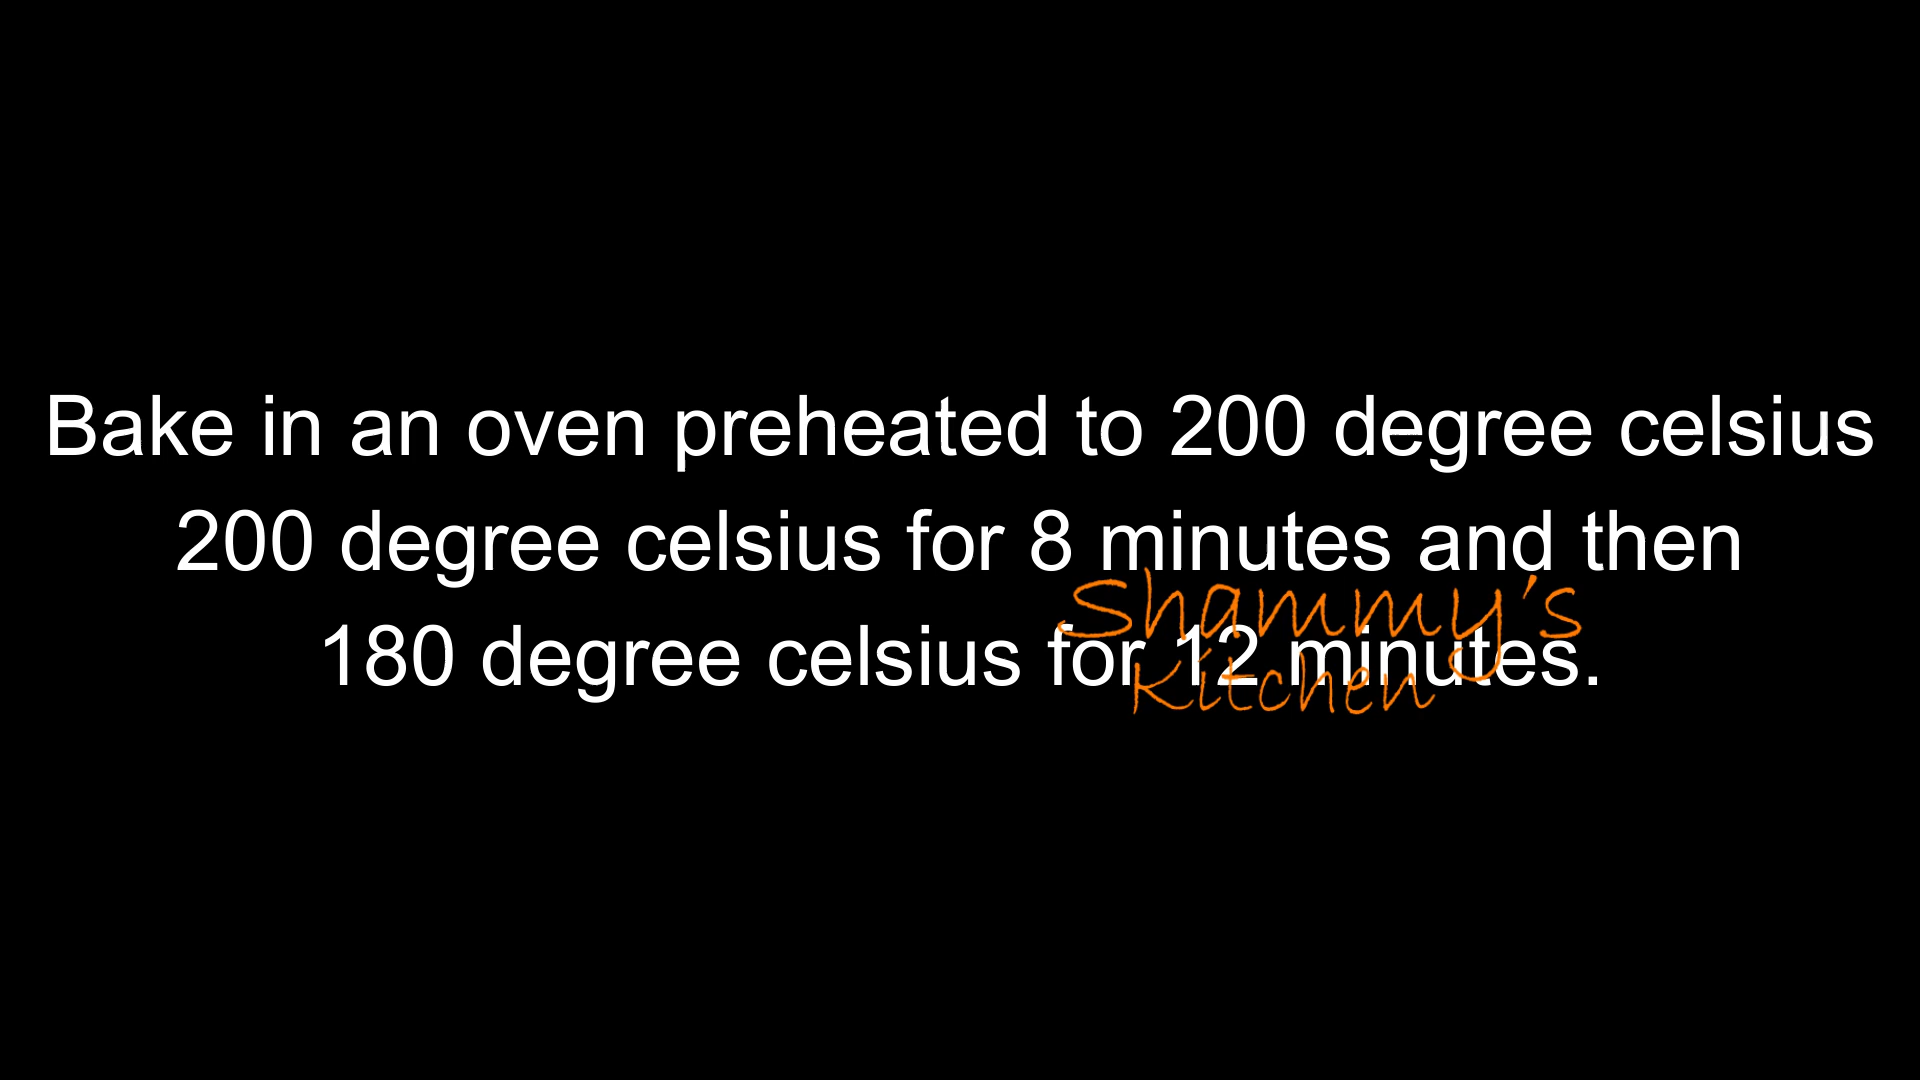 Bake in an oven preheated to 200 degree celsius
200 degree celsius for 8 minutes and then
180 degree celsius for 12 minutes.
Shammy's
Kitchen